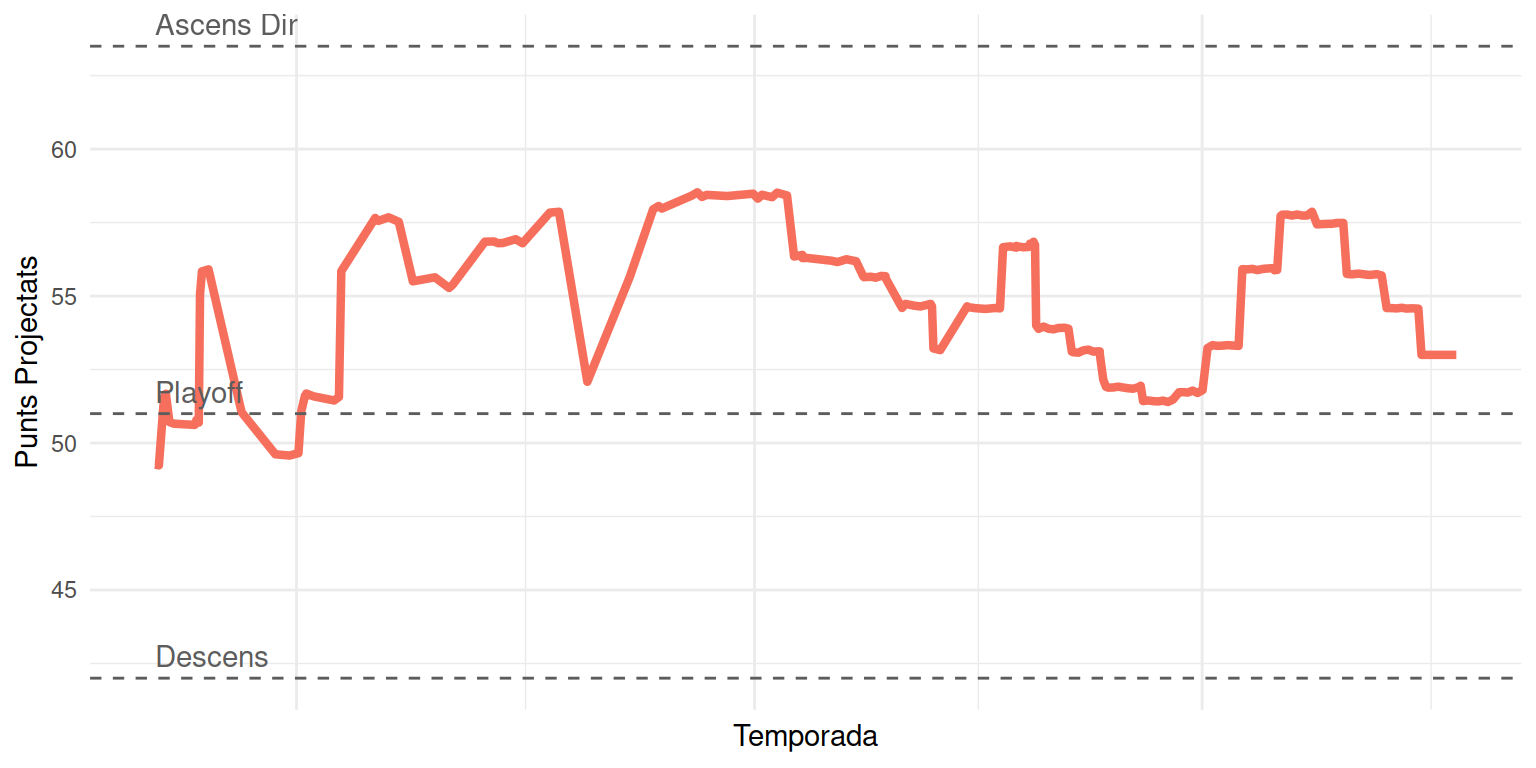 Ascens Dir
60
55
Playoff
50
45
Descens
Punts Projectats
Temporada